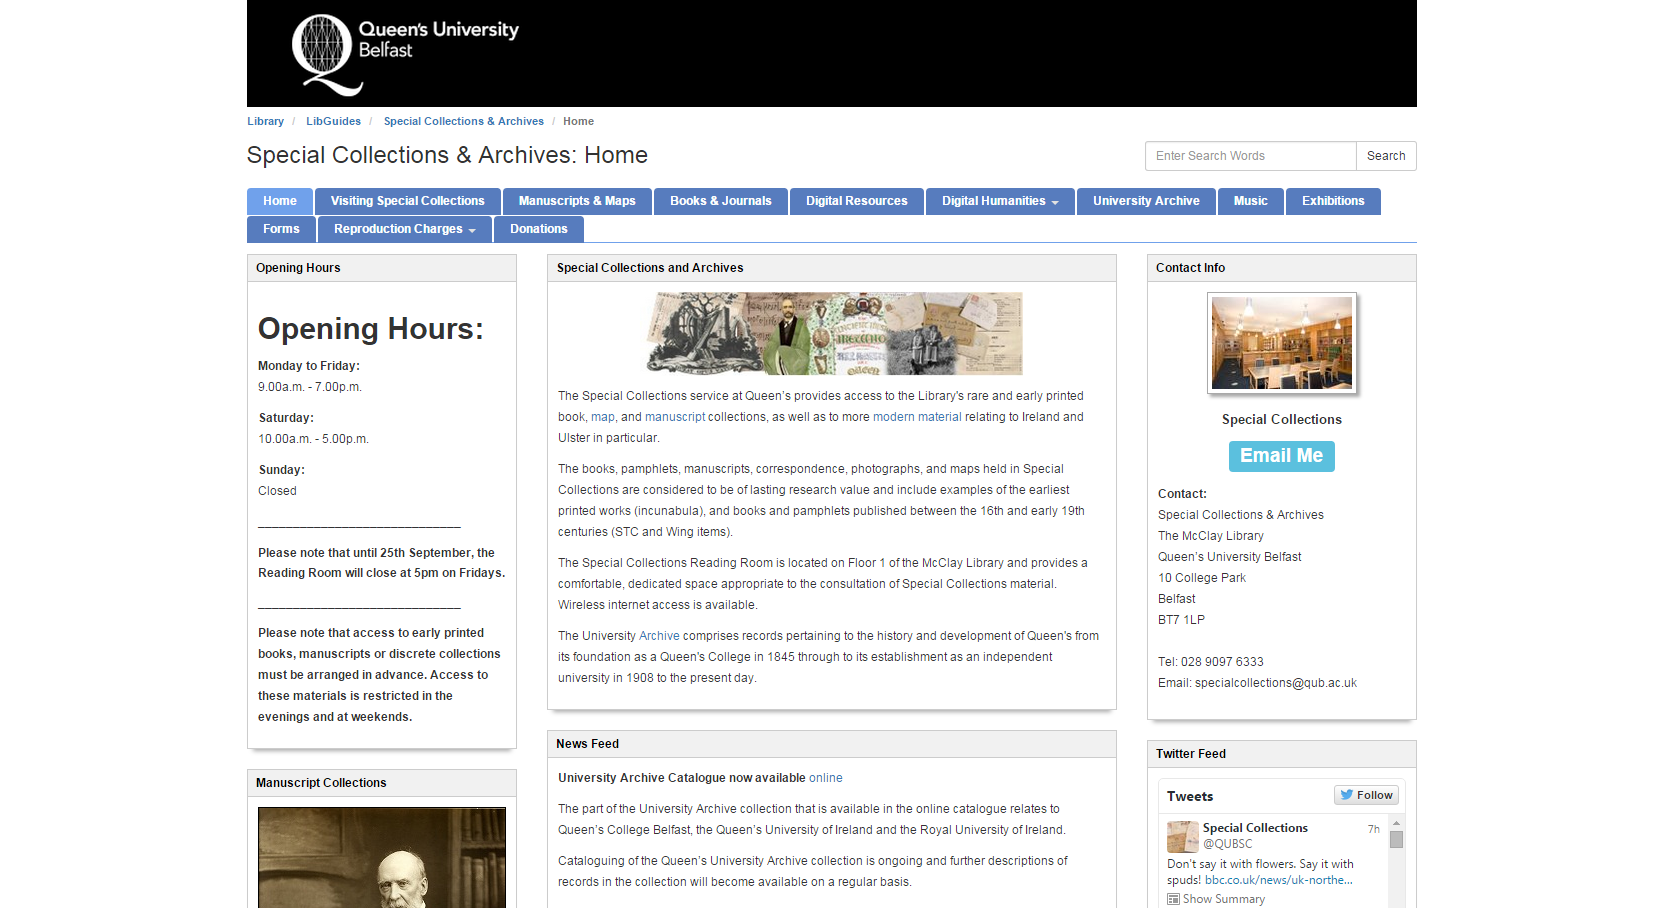 Queen's University
Belfast
Library / LibGuides / Special Collections & Archives / Home
Special Collections & Archives: Home
Enter Search Words Search
Home Visiting Special Collections Manuscripts & Maps Books & Journals Digital Resources Digital Humanities University Archive Music Exhibitions
Forms Reproduction Charges Donations
Opening Hours
Opening Hours:
Monday to Friday:
9.00a.m. - 7.00p.m.
Saturday:
10.00a.m. - 5.00p.m.
Sunday:
Closed
Please note that until 25th September, the
Reading Room will close at 5pm on Fridays.
Please note that access to early printed
books, manuscripts or discrete collections
must be arranged in advance. Access to
these materials is restricted in the
evenings and at weekends.
Manuscript Collections
Special Collections and Archives
The Special Collections service at Queen's provides access to the Library's rare and early printed
book, map, and manuscript collections, as well as to more modern material relating to Ireland and
Ulster in particular.
The books, pamphlets, manuscripts, correspondence, photographs, and maps held in Special
Collections are considered to be of lasting research value and include examples of the earliest
printed works (incunabula), and books and pamphlets published between the 16th and early 19th
centuries (STC and Wing items).
The Special Collections Reading Room is located on Floor 1 of the McClay Library and provides a
comfortable, dedicated space appropriate to the consultation of Special Collections material.
Wireless internet access is available.
The University Archive comprises records pertaining to the history and development of Queen's from
its foundation as a Queen's College in 1845 through to its establishment as an independent
university in 1908 to the present day.
News Feed
University Archive Catalogue now available online
The part of the University Archive collection that is available in the online catalogue relates to
Queen's College Belfast, the Queen's University of Ireland and the Royal University of Ireland.
Cataloguing of the Queen's University Archive collection is ongoing and further descriptions of
records in the collection will become available on a regular basis.
Contact Info
Special Collections
Email Me
Contact:
Special Collections & Archives
The McClay Library
Queen's University Belfast
10 College Park
Belfast
BT7 1LP
Tel: 028 9097 6333
Email: specialcollections@qub.ac.uk
Twitter Feed
Tweets Follow
Special Collections 7h
@QUBSC
Don't say it with flowers. Say it with
spuds! bbc.co.uk/news/uk-northe...
Show Summary